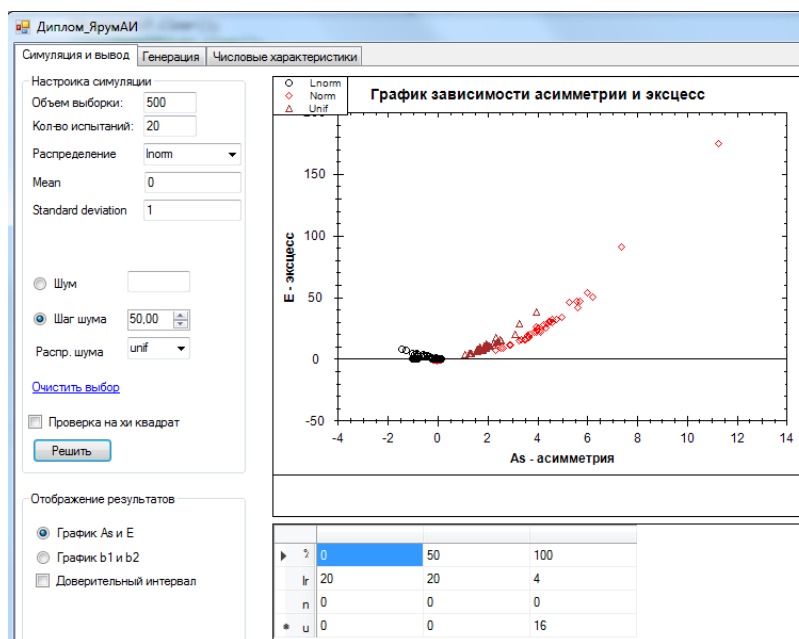 Диплом_ЯрумАИ
Симуляция и вывод Генерация Числовые характеристики
Настройка симуляции
Объем выборки: 500
Кол-во испытаний: 20
Распределение lnorm
Mean 0
Standard deviation 1
Шум
Шаг шума 50,00
Распр. шума unif
Очистить выбор
Проверка на хи квадрат
Решить
Отображение результатов
График As и E
График b1 и b2
Доверительный интервал
Lnorm
Norm
Unif
График зависимости асимметрии и эксцесс
E - эксцесс
200
150
100
50
0
-50
-4 -2 0 2 4 6 8 10 12 14
As - асимметрия
% 0 50 100
lr 20 20 4
n 0 0 0
u 0 0 16